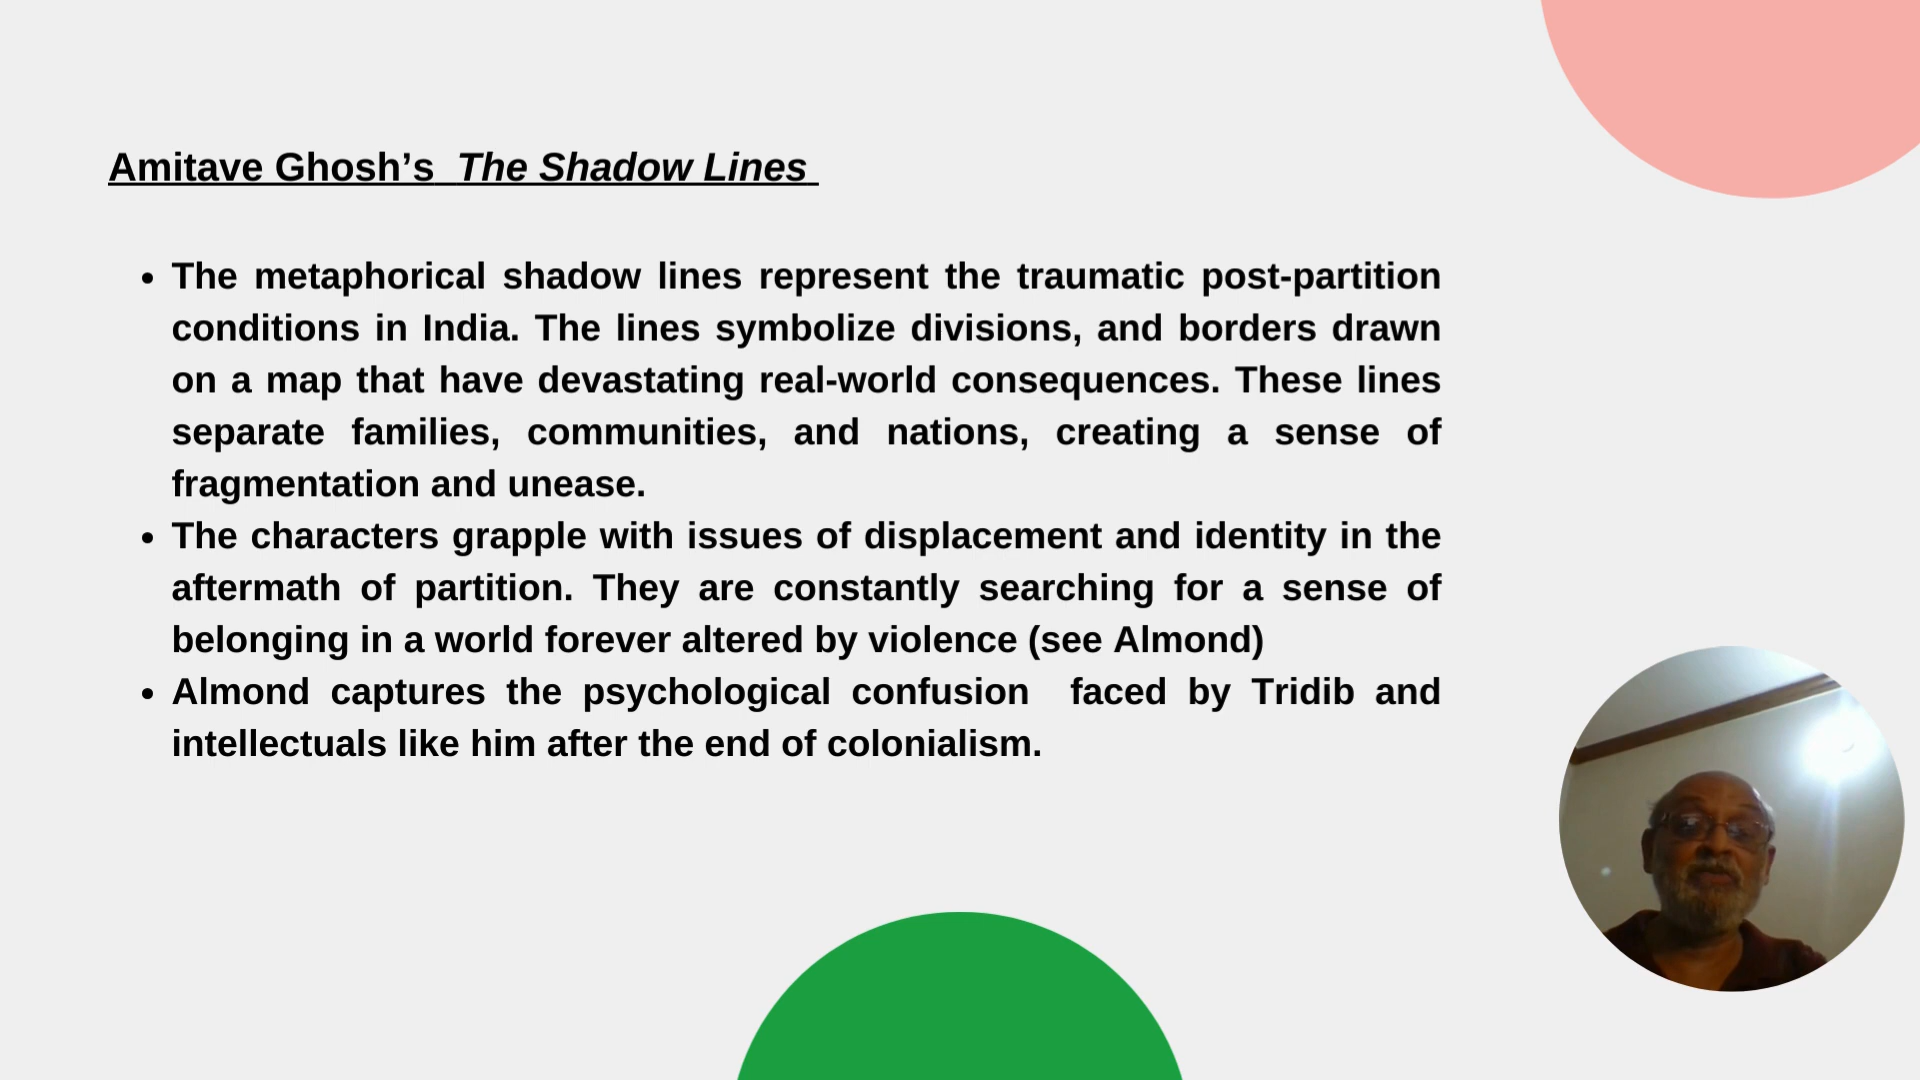 Amitave Ghosh’s  The Shadow Lines
• The metaphorical shadow lines represent the traumatic post-partition
conditions in India. The lines symbolize divisions, and borders drawn
on a map that have devastating real-world consequences. These lines
separate families, communities, and nations, creating a sense of
fragmentation and unease.
• The characters grapple with issues of displacement and identity in the
aftermath of partition. They are constantly searching for a sense of
belonging in a world forever altered by violence (see Almond)
• Almond captures the psychological confusion  faced by Tridib and
intellectuals like him after the end of colonialism.